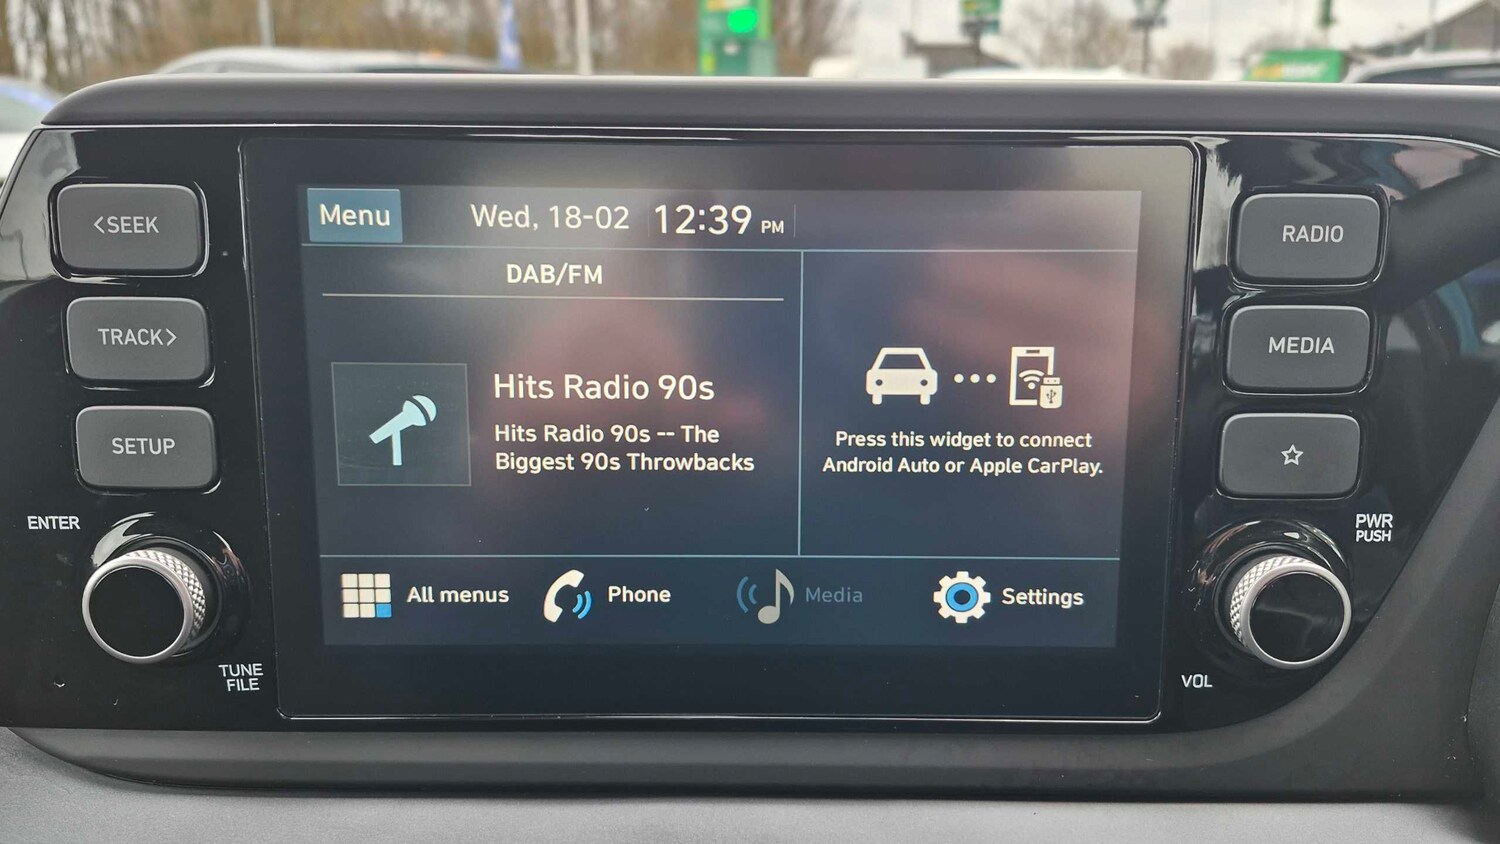 <SEEK
TRACK>
SETUP
ENTER
TUNE
FILE
Menu
Wed, 18-02 12:39 PM
DAB/FM
Hits Radio 90s
Hits Radio 90s -- The
Biggest 90s Throwbacks
Press this widget to connect
Android Auto or Apple CarPlay.
All menus
Phone
Media
Settings
RADIO
MEDIA
PWR
PUSH
VOL